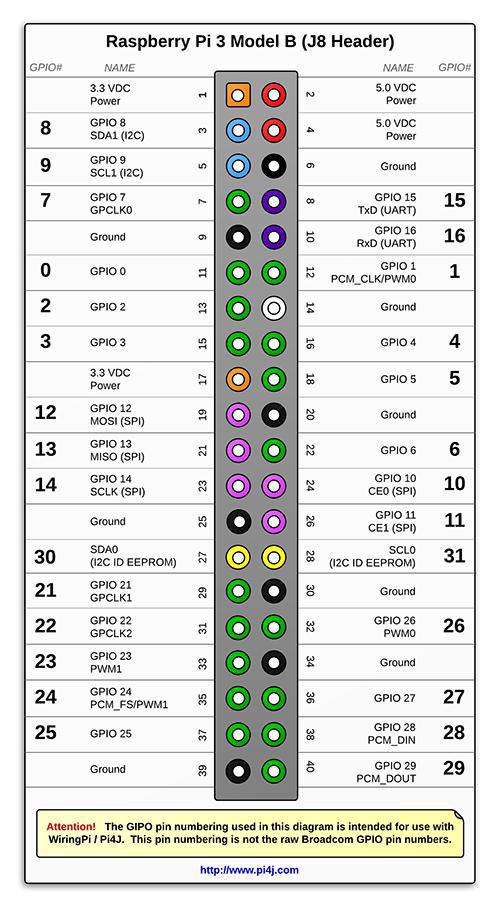 Raspberry Pi 3 Model B (J8 Header)
GPIO# NAME NAME GPIO#
3.3 VDC
Power
1
2
5.0 VDC
Power
8
GPIO 8
SDA1 (I2C)
3
4
5.0 VDC
Power
9
GPIO 9
SCL1 (I2C)
5
6
Ground
7
GPIO 7
GPCLK0
7
8
GPIO 15
TxD (UART)
15
Ground
9
10
GPIO 16
RxD (UART)
16
0
GPIO 0
11
12
GPIO 1
PCM_CLK/PWM0
1
2
GPIO 2
13
14
Ground
3
GPIO 3
15
16
GPIO 4
4
3.3 VDC
Power
17
18
GPIO 5
5
12
GPIO 12
MOSI (SPI)
19
20
Ground
13
GPIO 13
MISO (SPI)
21
22
GPIO 6
6
14
GPIO 14
SCLK (SPI)
23
24
GPIO 10
CE0 (SPI)
10
Ground
25
26
GPIO 11
CE1 (SPI)
11
30
SDA0
(I2C ID EEPROM)
27
28
SCL0
(I2C ID EEPROM)
31
21
GPIO 21
GPCLK1
29
30
Ground
22
GPIO 22
GPCLK2
31
32
GPIO 26
PWM0
26
23
GPIO 23
PWM1
33
34
Ground
24
GPIO 24
PCM_FS/PWM1
35
36
GPIO 27
27
25
GPIO 25
37
38
GPIO 28
PCM_DIN
28
Ground
39
40
GPIO 29
PCM_DOUT
29
Attention! The GIPO pin numbering used in this diagram is intended for use with
WiringPi / Pi4J. This pin numbering is not the raw Broadcom GPIO pin numbers.
http://www.pi4j.com